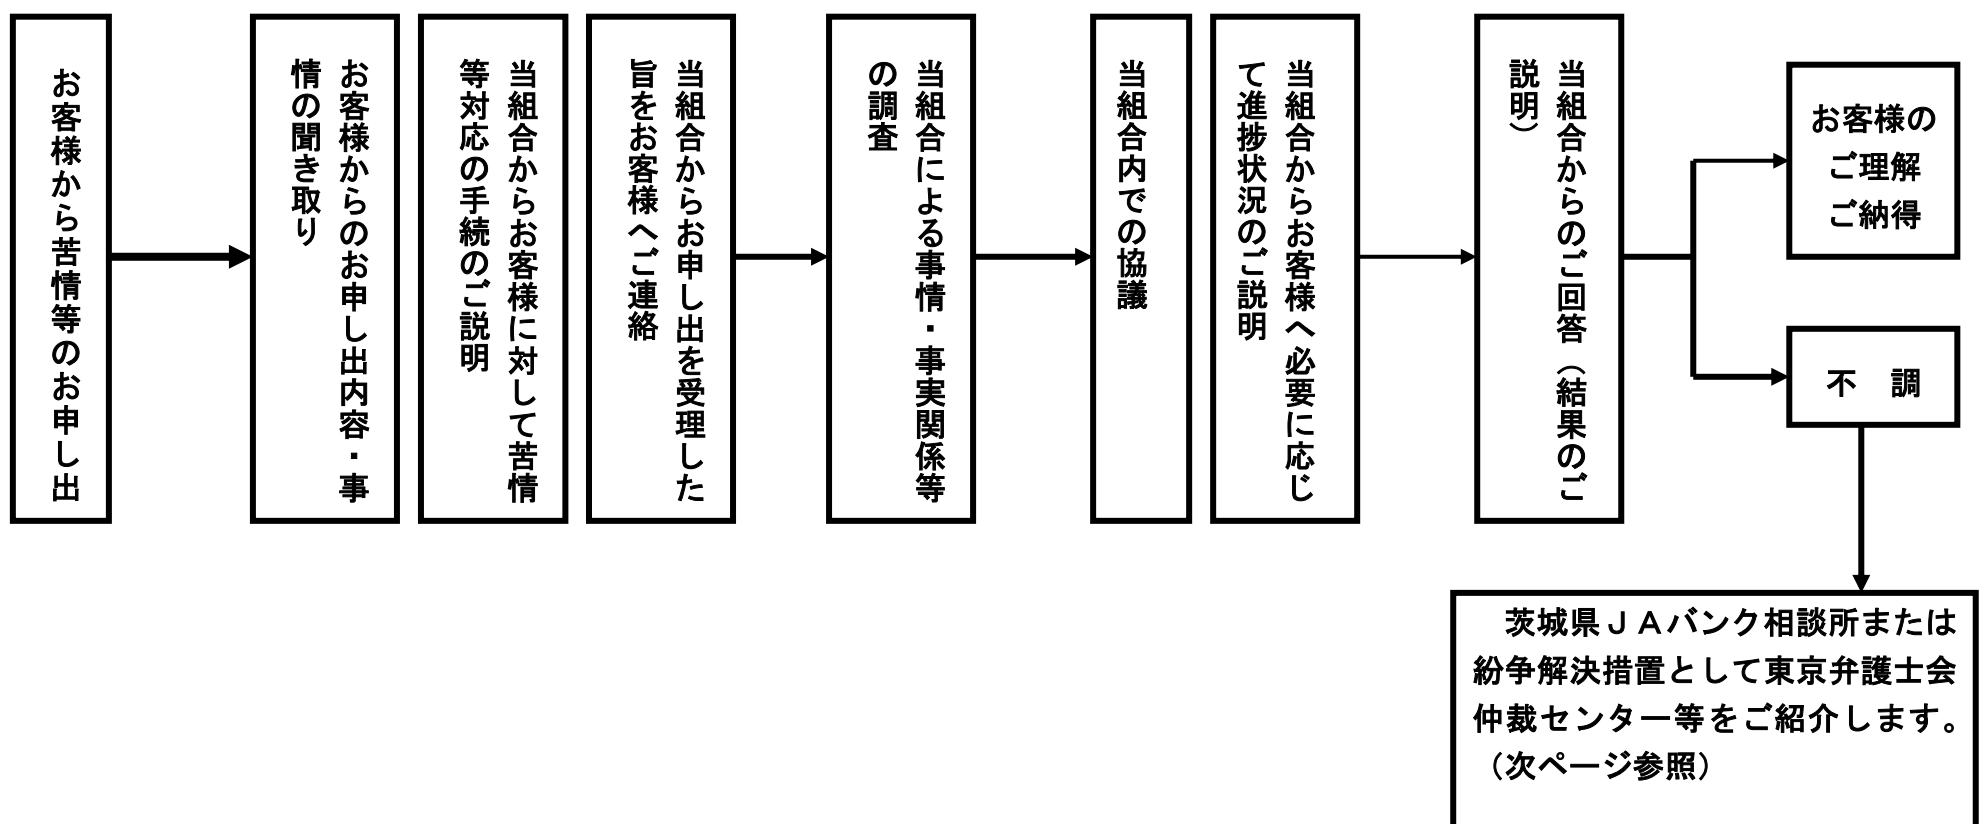 お客様から苦情等のお申し出
お客様からのお申し出内容・事
情の聞き取り
当組合からお客様に対して苦情
等対応の手続のご説明
当組合からお申し出を受理した
旨をお客様へご連絡
当組合による事情・事実関係等
の調査
当組合内での協議
当組合からお客様へ必要に応じ
て進捗状況のご説明
当組合からのご回答（結果のご
説明）
お客様の
ご理解
ご納得
不　調
茨城県ＪＡバンク相談所または
紛争解決措置として東京弁護士会
仲裁センター等をご紹介します。
（次ページ参照）